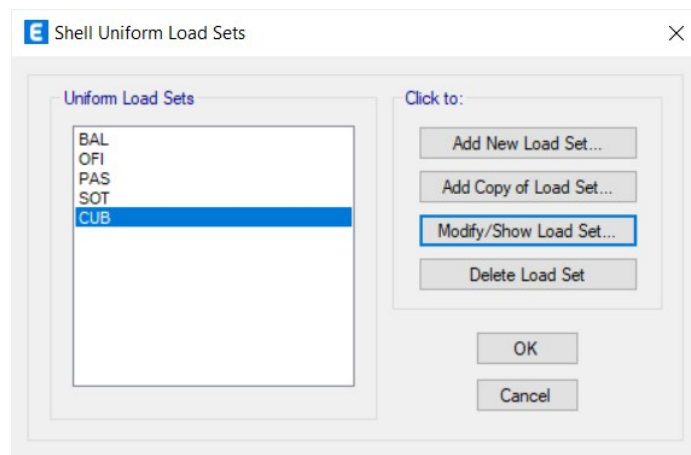 E Shell Uniform Load Sets
Uniform Load Sets
BAL
OFI
PAS
SOT
CUB
Click to:
Add New Load Set...
Add Copy of Load Set...
Modify/Show Load Set...
Delete Load Set
OK
Cancel